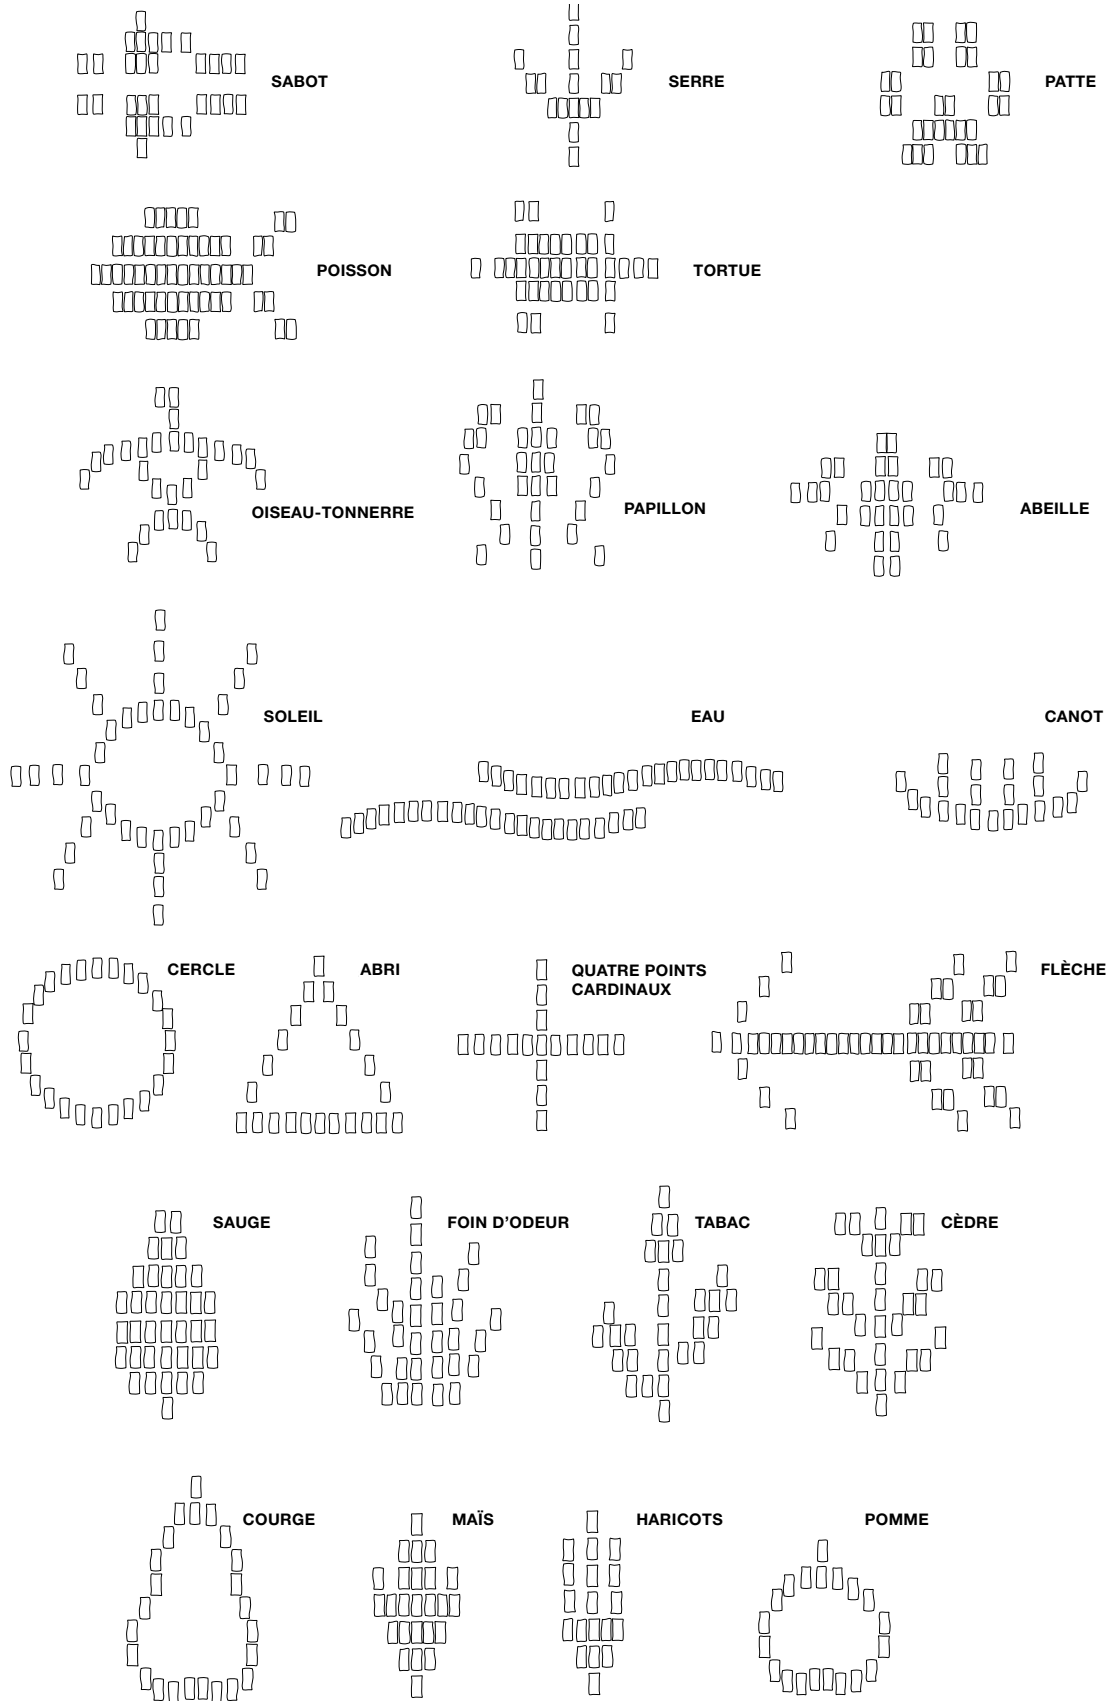 SABOT
SERRE
PATTE
POISSON
TORTUE
OISEAU-TONNERRE
PAPILLON
ABEILLE
SOLEIL
EAU
CANOT
CERCLE
ABRI
QUATRE POINTS
CARDINAUX
FLÈCHE
SAUGE
FOIN D'ODEUR
TABAC
CÈDRE
COURGE
MAÏS
HARICOTS
POMME